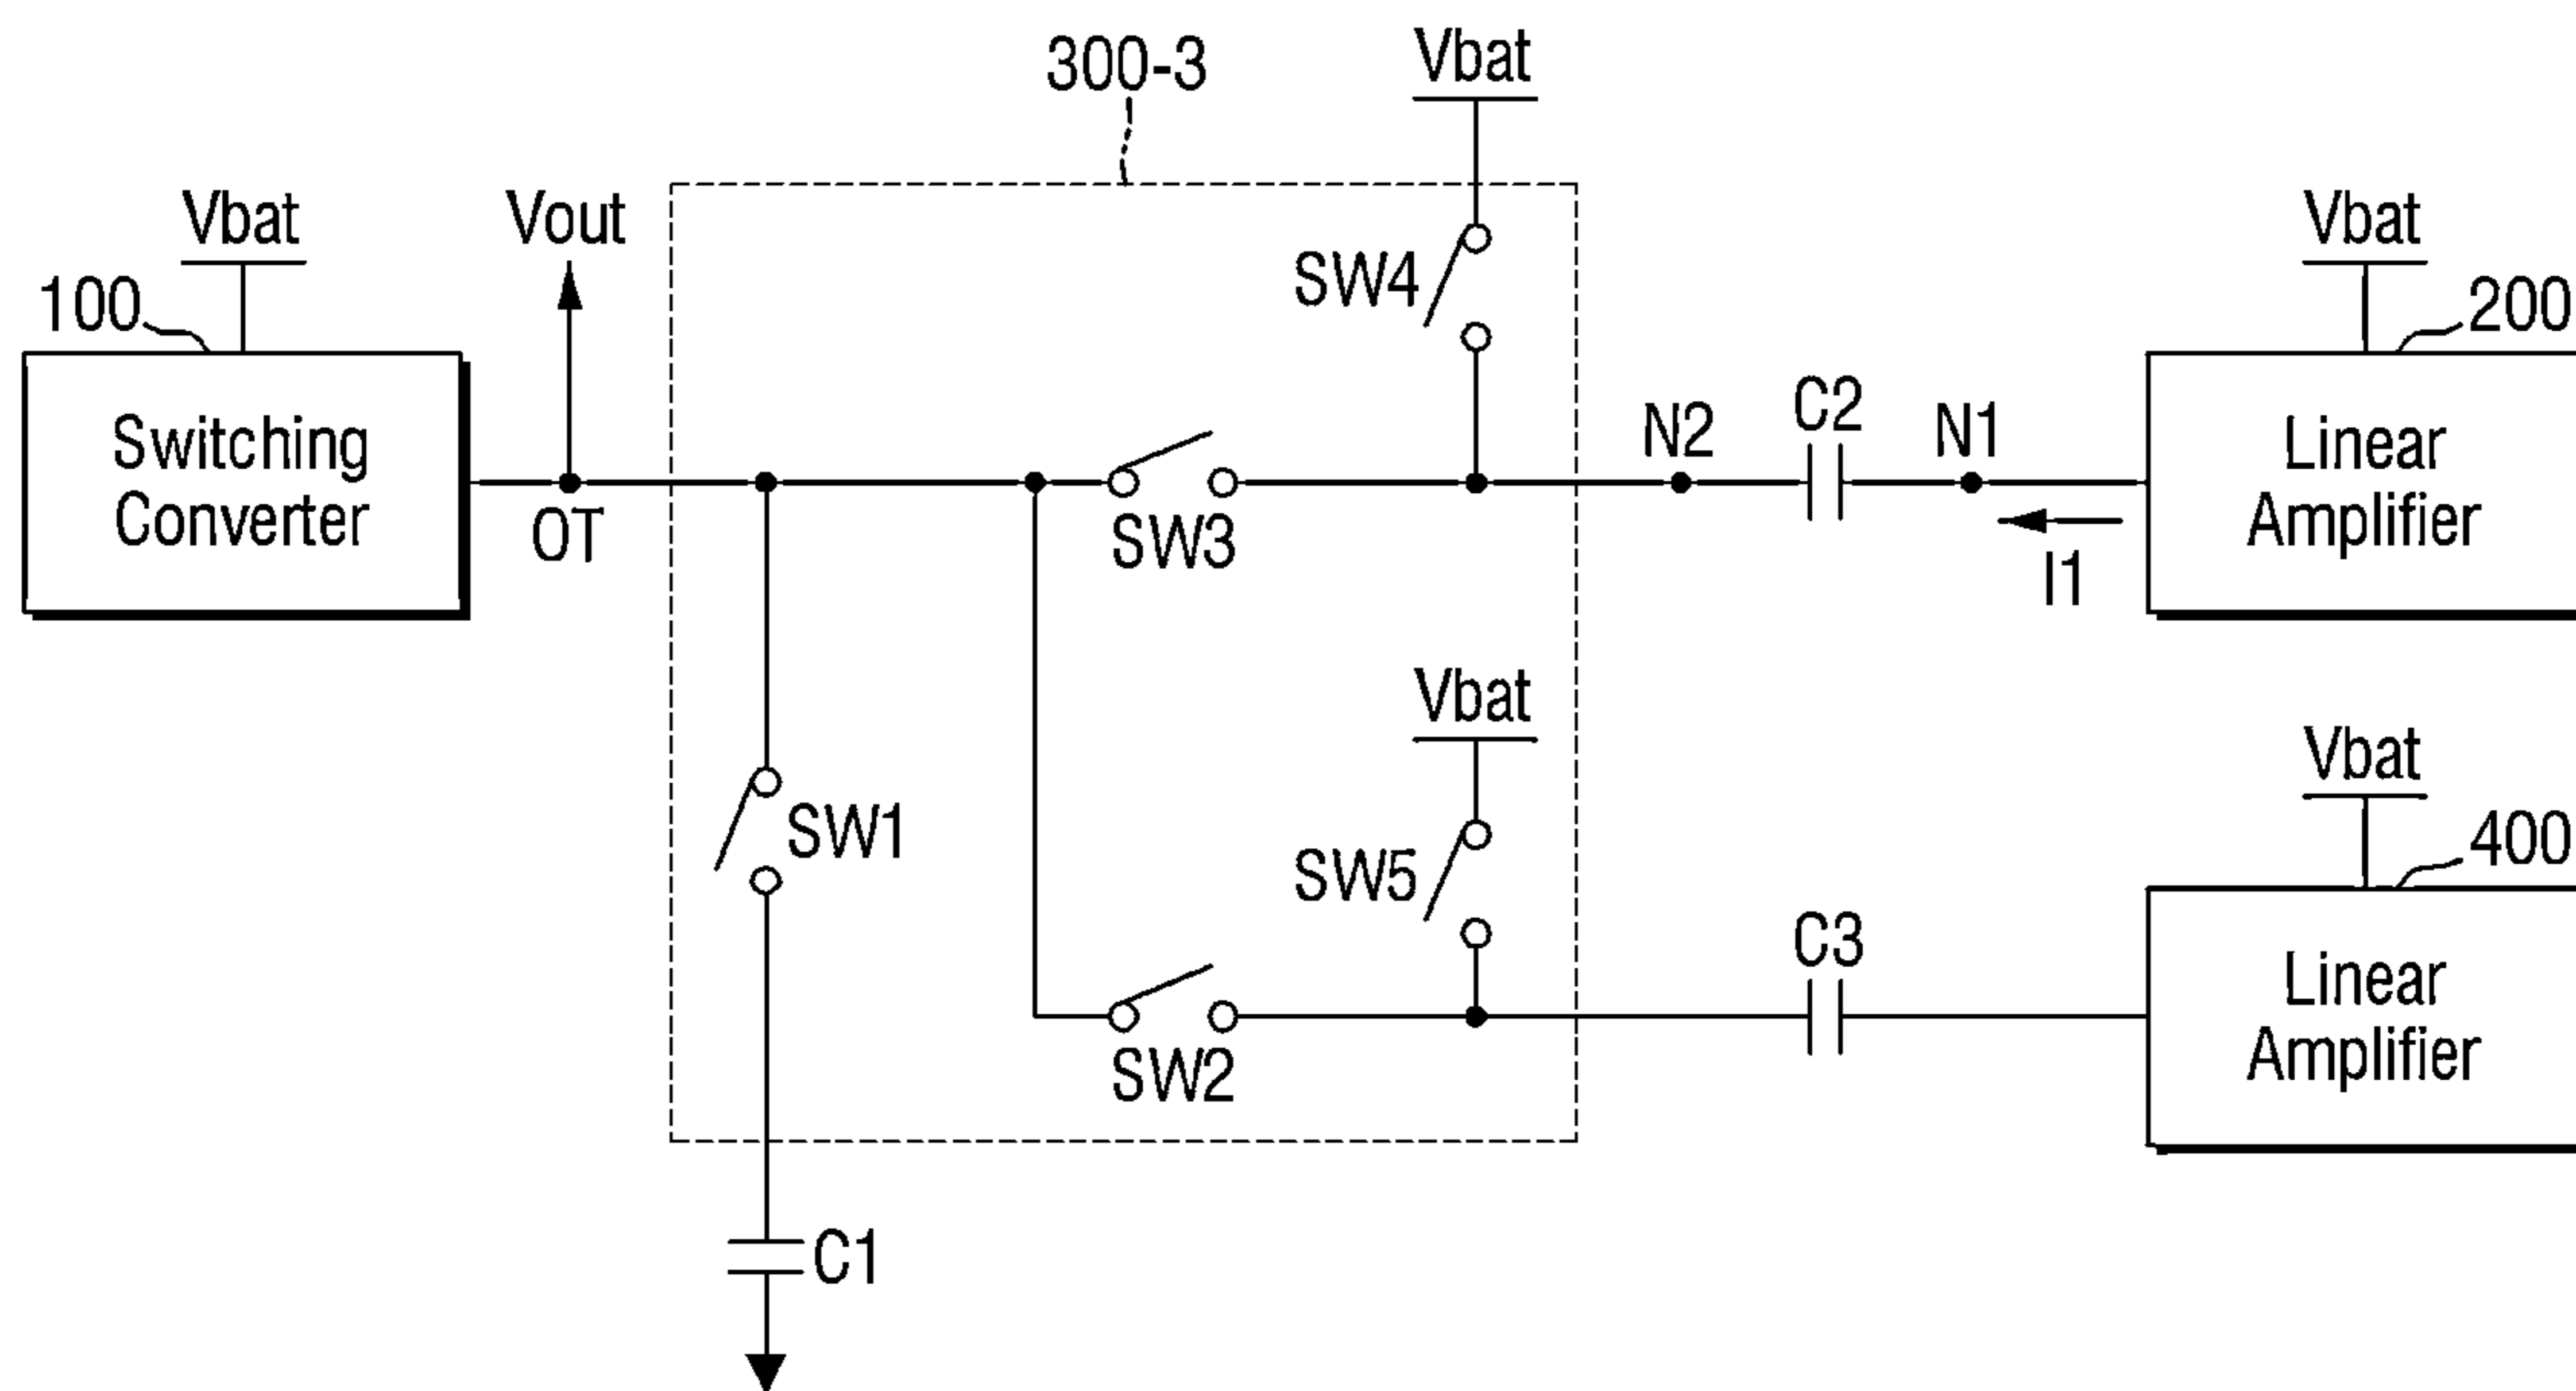 300-3
Vbat
Vbat
Vout
Vbat
100
SW4
200
Switching
Converter
OT
SW3
N2
C2
N1
I1
Linear
Amplifier
Vbat
Vbat
SW1
SW5
400
C3
SW2
Linear
Amplifier
C1